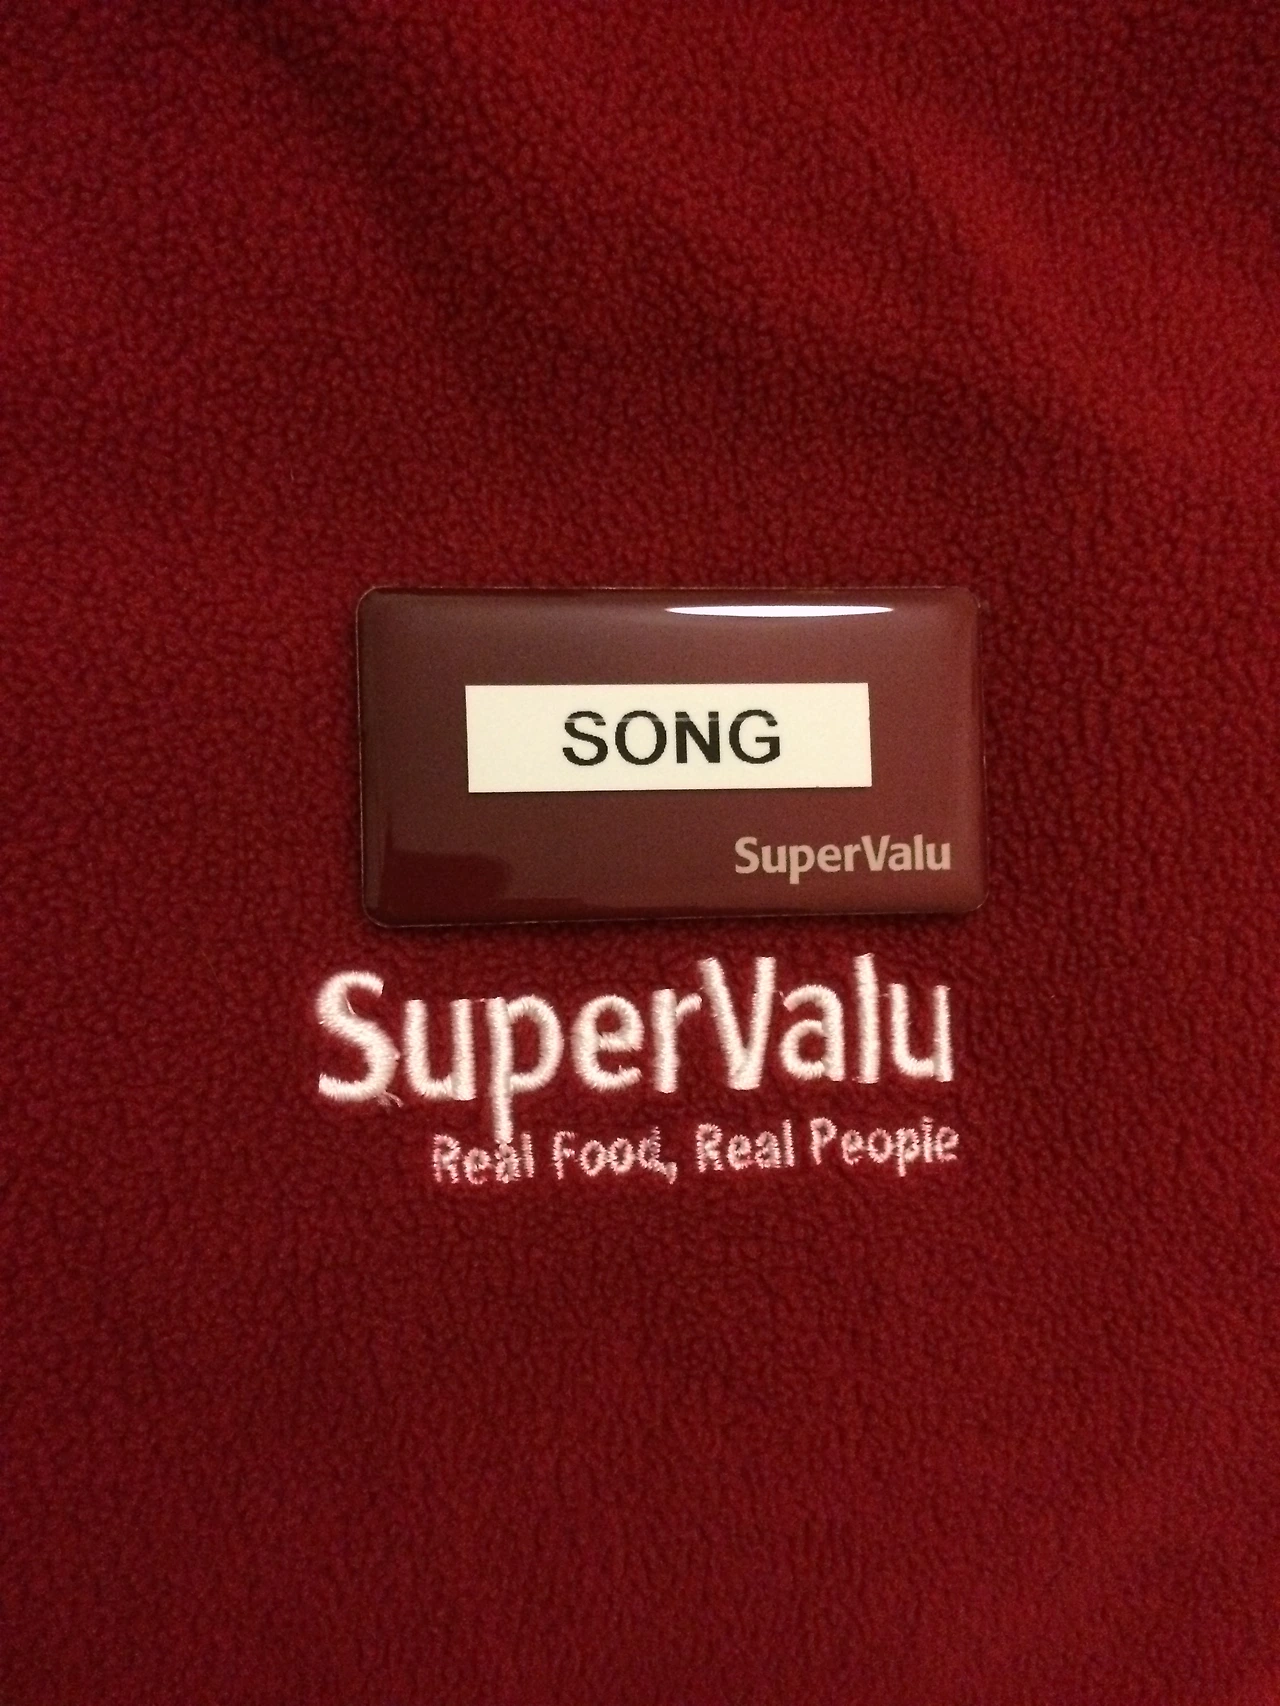 SONG
SuperValu
SuperValu
Real Food, Real People